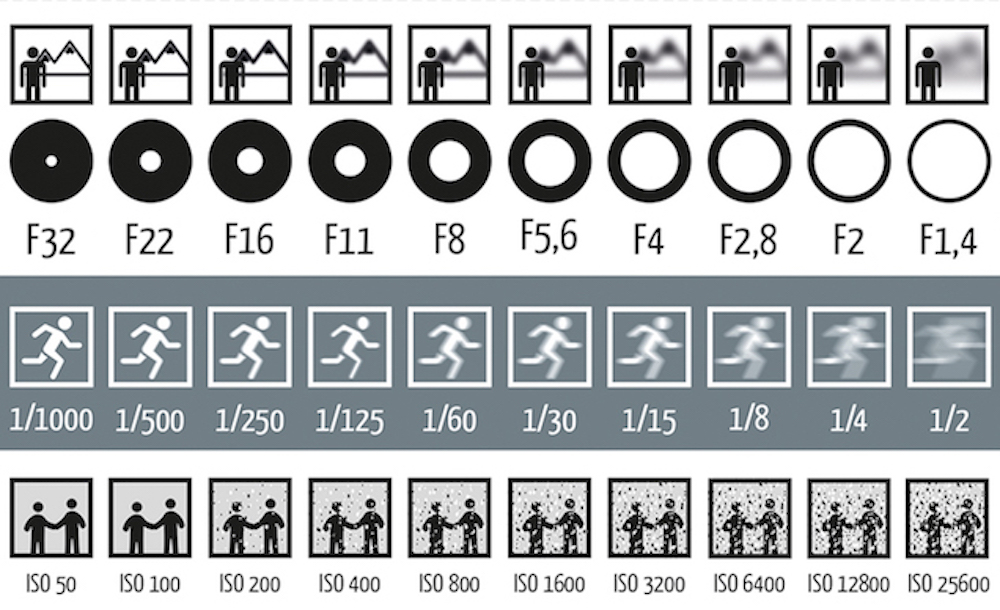 F32 F22 F16 F11 F8 F5,6 F4 F2,8 F2 F1,4
1/1000 1/500 1/250 1/125 1/60 1/30 1/15 1/8 1/4 1/2
ISO 50 ISO 100 ISO 200 ISO 400 ISO 800 ISO 1600 ISO 3200 ISO 6400 ISO 12800 ISO 25600